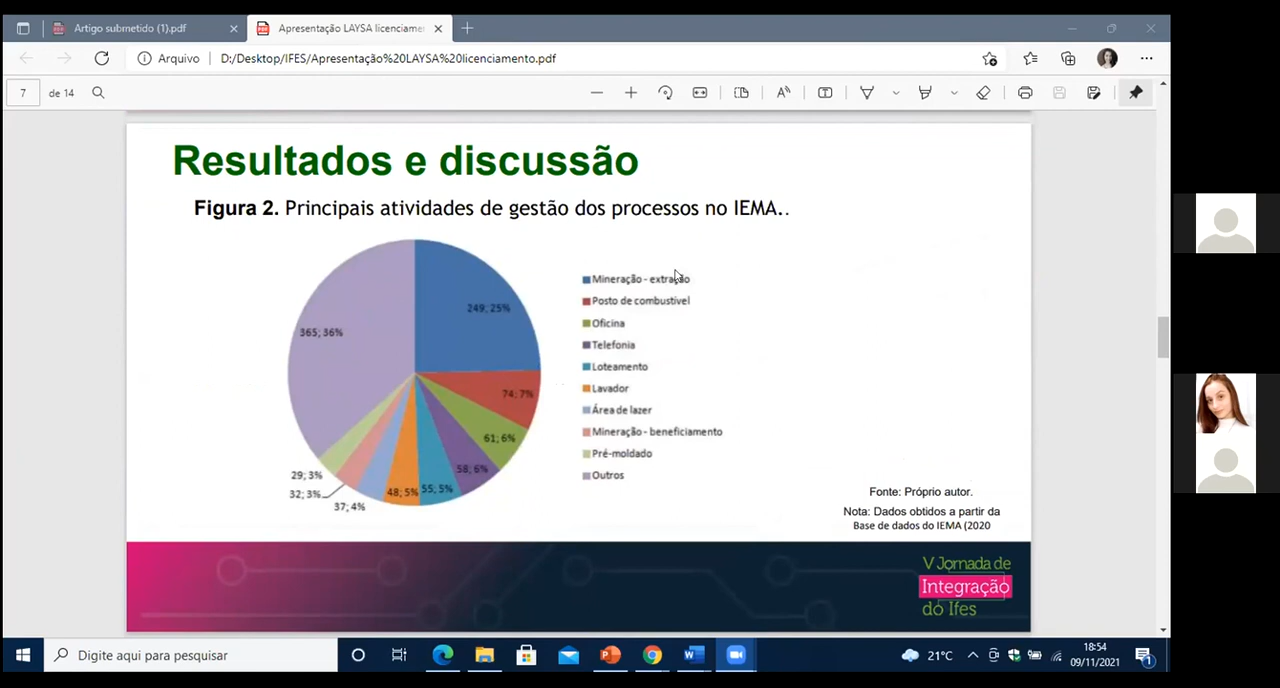 Artigo submetido (1).pdf
Apresentação LAYSA licenciame
Arquivo
D:/Desktop/IFES/Apresentação%20LAYSA%20licenciamento.pdf
7
de 14
Resultados e discussão
Figura 2. Principais atividades de gestão dos processos no IEMA..
249; 25%
365; 36%
74; 7%
61; 6%
58; 6%
55; 5%
48; 5%
37; 4%
32; 3%
29; 3%
Mineração - extração
Posto de combustível
Oficina
Telefonia
Loteamento
Lavador
Área de lazer
Mineração - beneficiamento
Pré-moldado
Outros
Fonte: Próprio autor.
Nota: Dados obtidos a partir da
Base de dados do IEMA (2020
V Jornada de
Integração
do Ifes
Digite aqui para pesquisar
21°C
18:54
09/11/2021
1